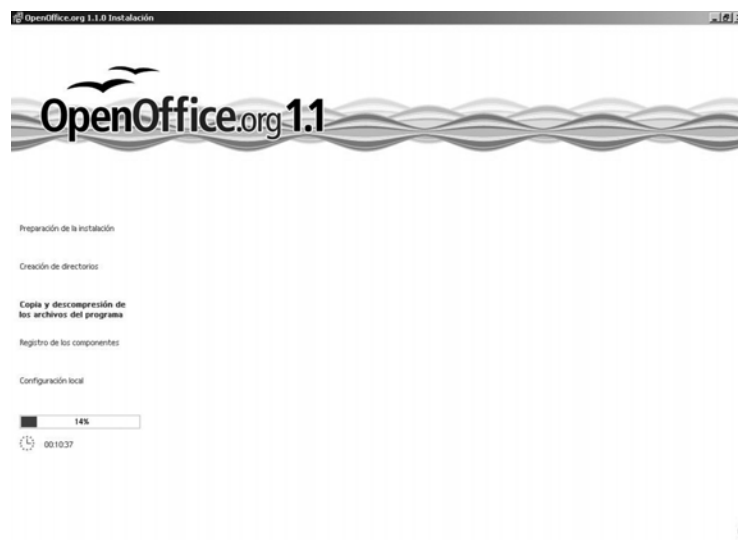 OpenOffice.org 1.1.0 Instalación
OpenOffice.org 1.1
Preparación de la instalación
Creación de directorios
Copia y descompresión de
los archivos del programa
Registro de los componentes
Configuración local
14%
00:10:37